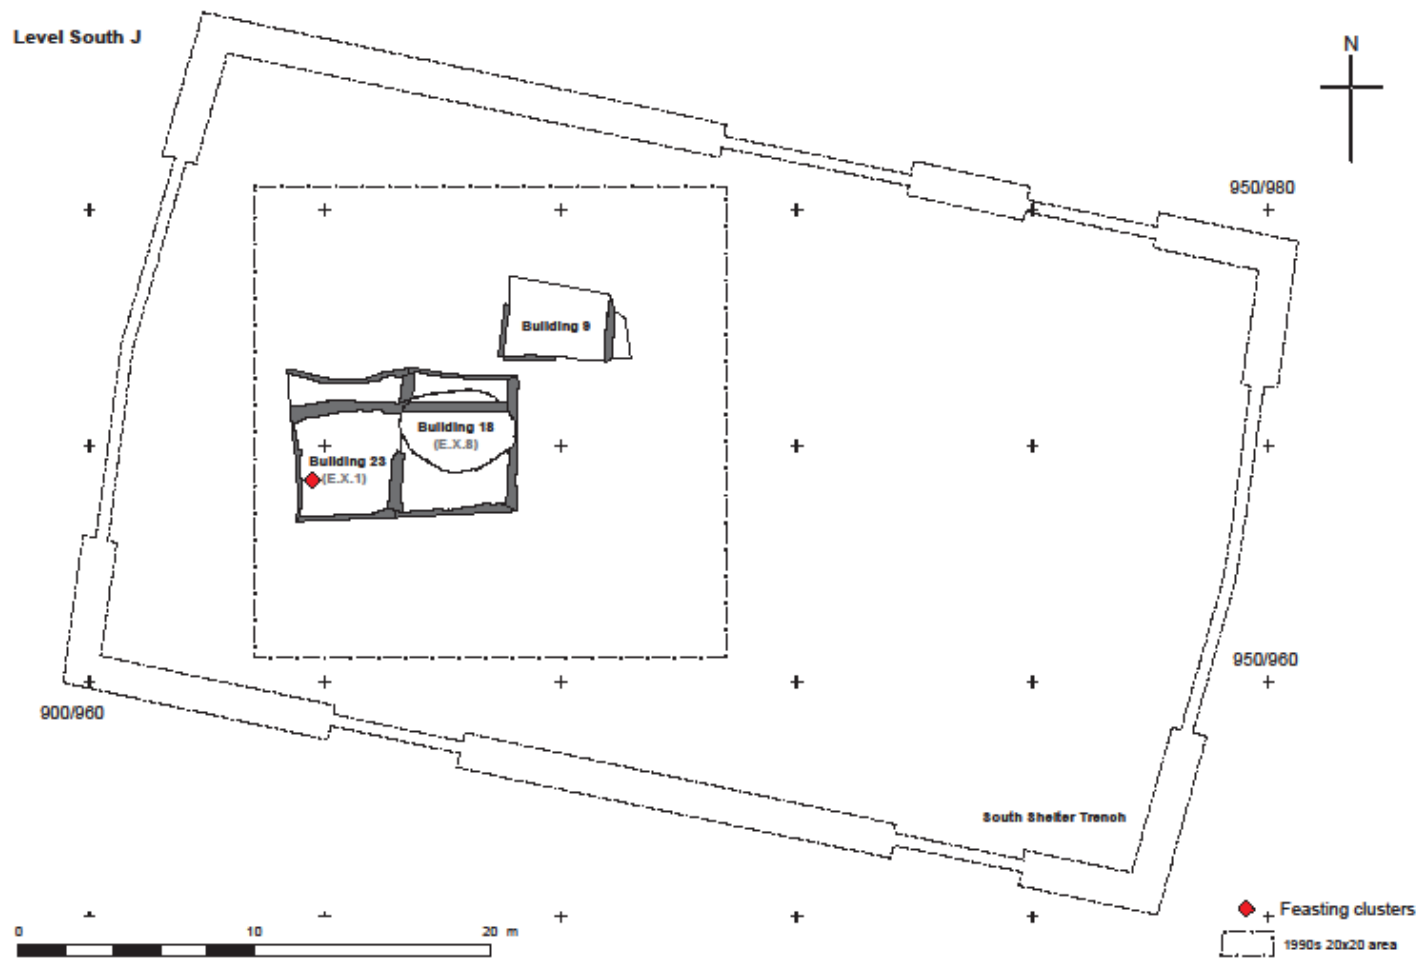 Level South J
N
950/980
Building 9
Building 18
(E.X.8)
Building 23
(E.X.1)
950/960
900/960
South Shelter Trench
Feasting clusters
0 10 20 m
1990s 20x20 area